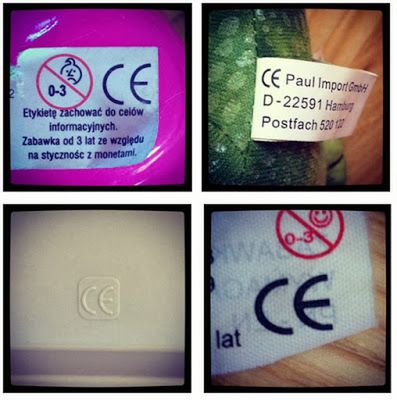 0-3 CE
Etykietę zachować do celów
informacyjnych.
Zabawka od 3 lat ze względu
na styczność z monetami.
CE Paul Import GmbH
D-22591 Hamburg
Postfach 520 122
CE
0-3
CE
lat